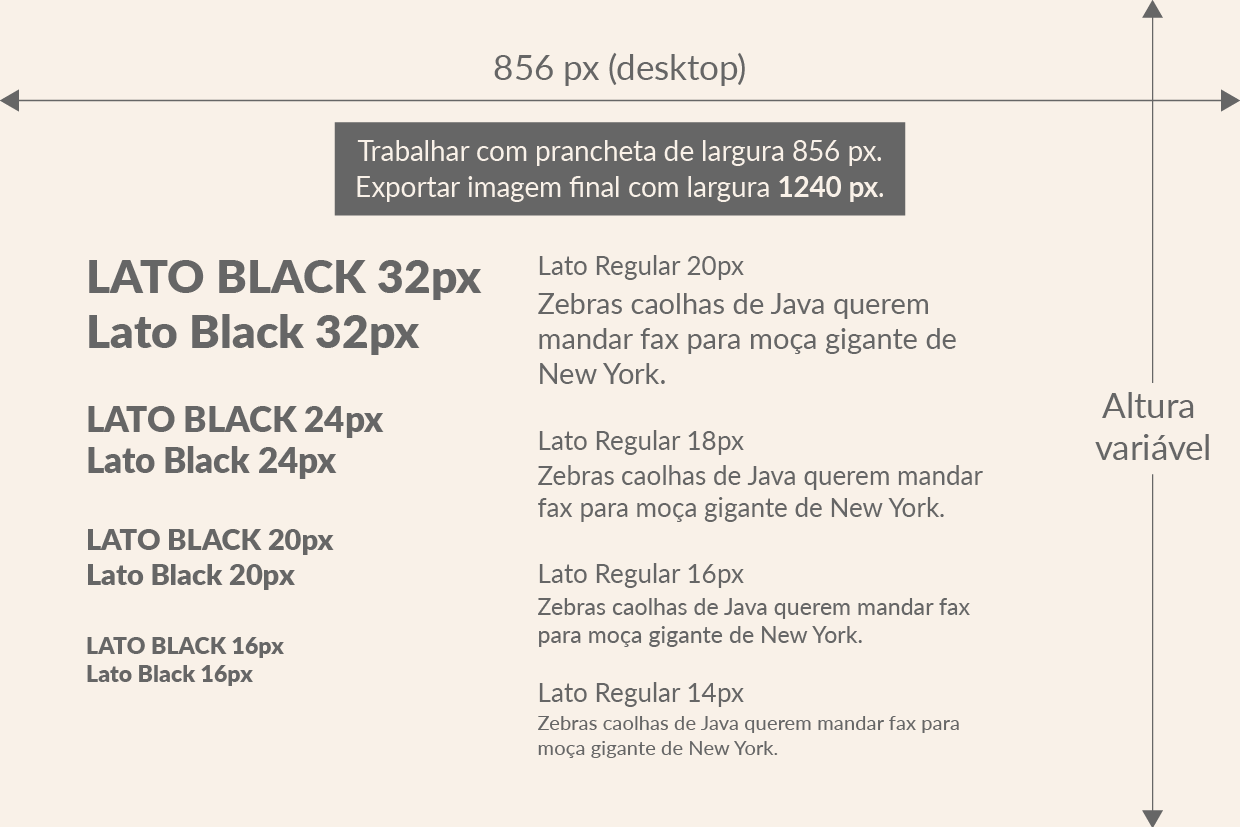 856 px (desktop)
Trabalhar com prancheta de largura 856 px.
Exportar imagem final com largura 1240 px.
LATO BLACK 32px
Lato Black 32px
LATO BLACK 24px
Lato Black 24px
LATO BLACK 20px
Lato Black 20px
LATO BLACK 16px
Lato Black 16px
Lato Regular 20px
Zebras caolhas de Java querem
mandar fax para moça gigante de
New York.
Lato Regular 18px
Zebras caolhas de Java querem mandar
fax para moça gigante de New York.
Lato Regular 16px
Zebras caolhas de Java querem mandar fax
para moça gigante de New York.
Lato Regular 14px
Zebras caolhas de Java querem mandar fax para
moça gigante de New York.
Altura
variável